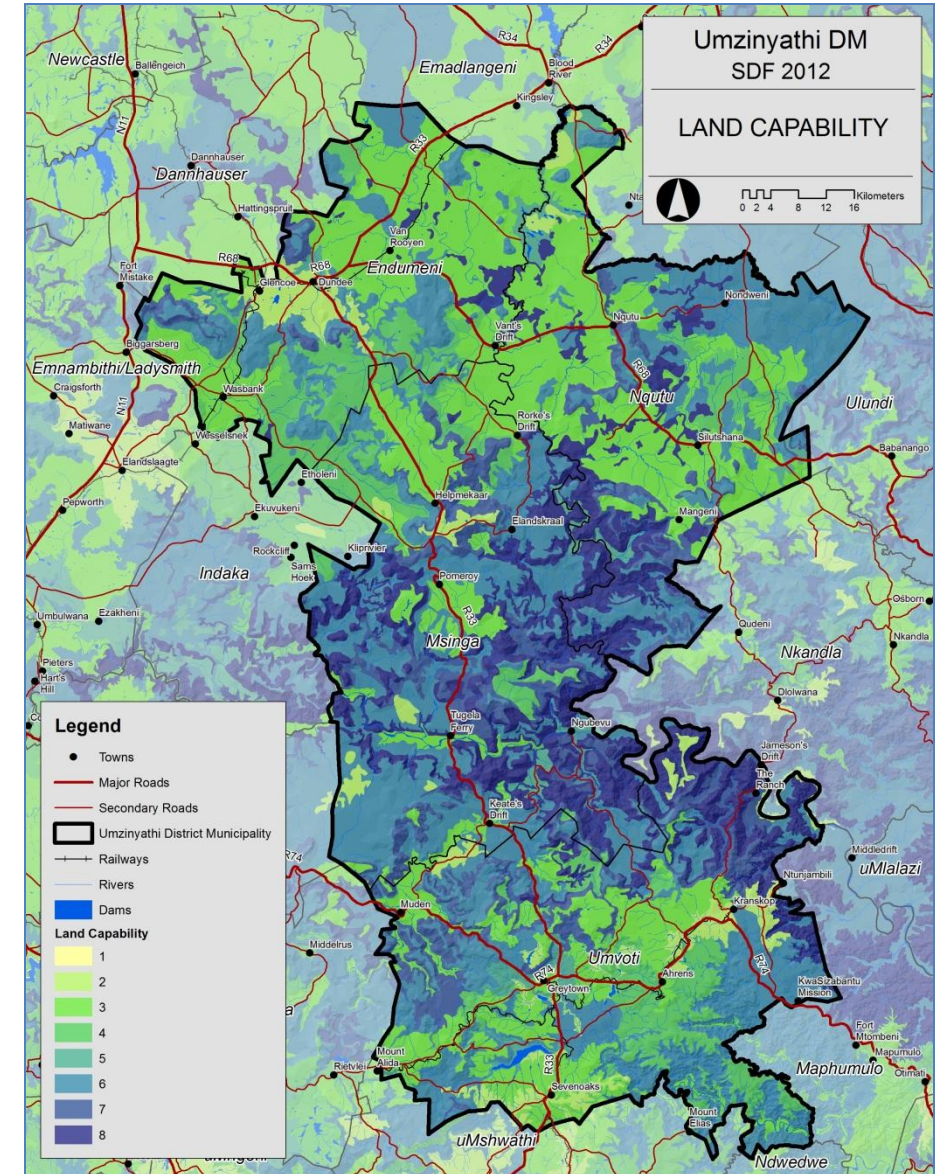 Umzinyathi DM
SDF 2012
LAND CAPABILITY
Kilometers
0 2 4 8 12 16
Newcastle
Ballengeich
Emadlangeni
R34
R34
Blood
River
Kingsley
N11
R33
Dannhauser
Dannhauser
Hattingspruit
Van
Rooyen
R68
R68
Endumeni
Fort
Mistake
Glencoe
Dundee
Nondweni
Nqutu
Vant's
Drift
Biggarsberg
Emnambithi/Ladysmith
R68
Craigsforth
Wasbank
Nqutu
Ulundi
N11
Rorke's
Drift
Matiwane
Wesselsnek
Silutshana
Babanango
Elandslaagte
Etholeni
Pepworth
Helpmekaar
Ekuvukeni
Mangeni
Elandskraal
Rockcliff
Kliprivier
Sams
Hoek
Indaka
Pomeroy
Osborn
Umbulwana
Ezakheni
R33
Qudeni
Msinga
Nkandla
Nkandla
Pieters
Hart's
Hill
Dlolwana
Tugela
Ferry
Ngubevu
Jameson's
Drift
The
Ranch
Keate's
Drift
Middledrift
R74
Ntunjambili
uMlalazi
Muden
Kranskop
Middelrus
Umvoti
R74
R74
Ahrens
Greytown
KwaSizabantu
Mission
Fort
Mtombeni
Mount
Alida
Rietvlei
R33
Mapumulo
Maphumulo
Otimati
Sevenoaks
Mount
Elias
uMshwathi
Ndwedwe
Legend
Towns
Major Roads
Secondary Roads
Umzinyathi District Municipality
Railways
Rivers
Dams
Land Capability
1
2
3
4
5
6
7
8